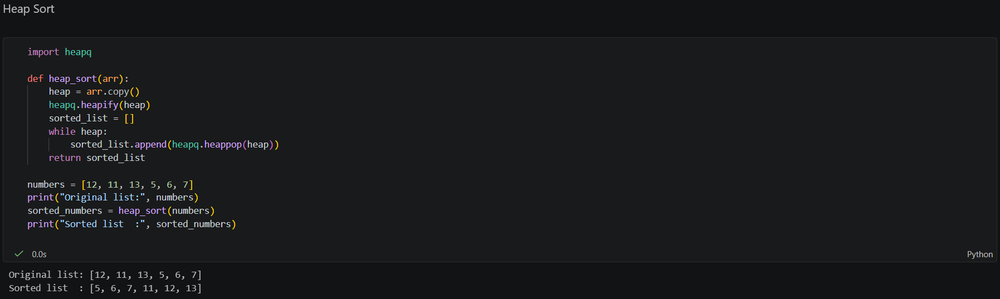 Heap Sort
import heapq
def heap_sort(arr):
    heap = arr.copy()
    heapq.heapify(heap)
    sorted_list = []
    while heap:
        sorted_list.append(heapq.heappop(heap))
    return sorted_list
numbers = [12, 11, 13, 5, 6, 7]
print("Original list:", numbers)
sorted_numbers = heap_sort(numbers)
print("Sorted list  :", sorted_numbers)
0.0s
Python
Original list: [12, 11, 13, 5, 6, 7]
Sorted list  : [5, 6, 7, 11, 12, 13]